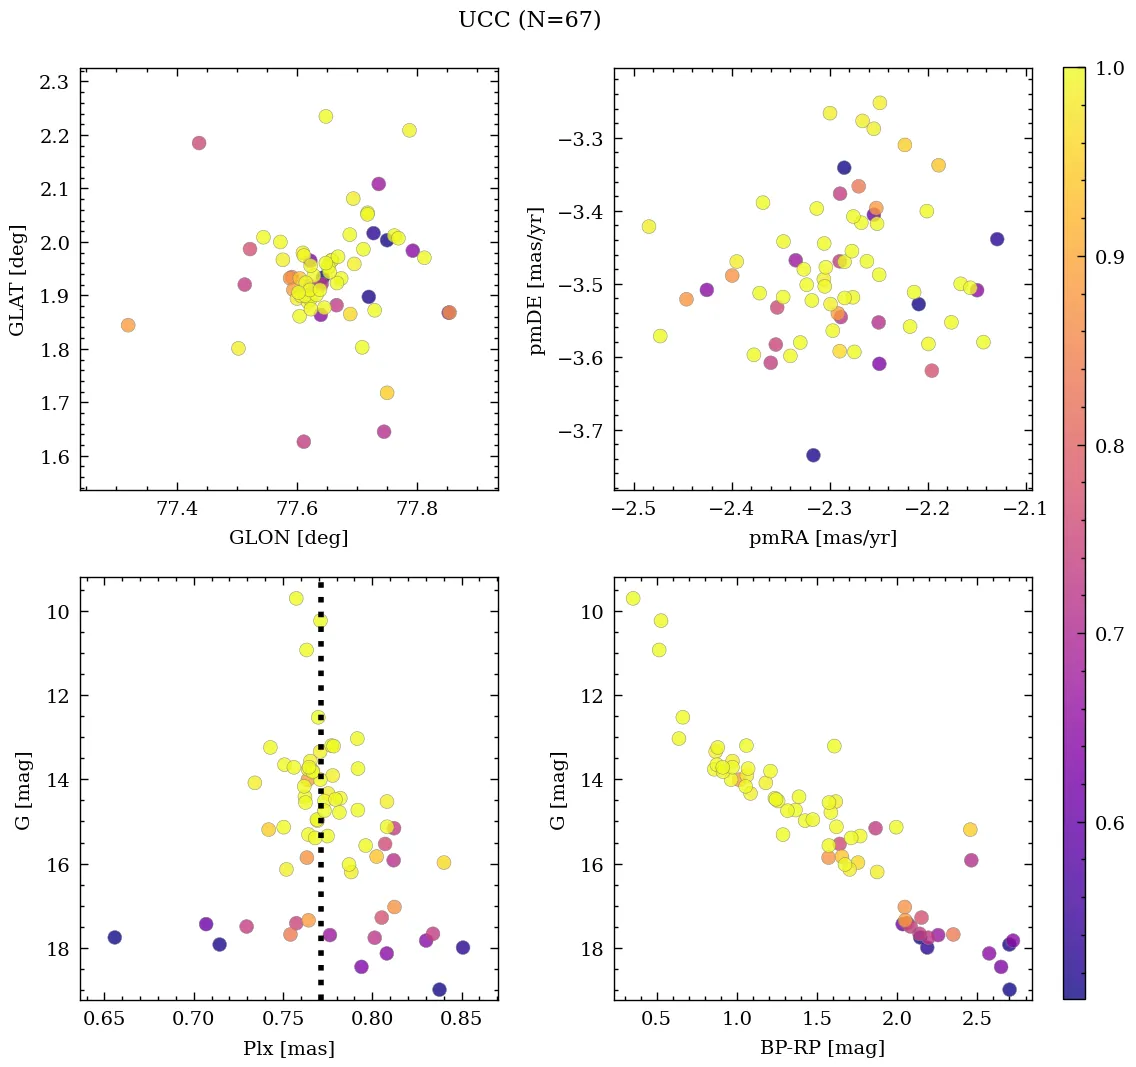 UCC (N=67)
2.3
2.2
2.1
2.0
1.9
1.8
1.7
1.6
GLAT [deg]
77.4 77.6 77.8
GLON [deg]
−3.3
−3.4
−3.5
−3.6
−3.7
pmDE [mas/yr]
−2.5 −2.4 −2.3 −2.2 −2.1
pmRA [mas/yr]
10
12
14
16
18
G [mag]
0.65 0.70 0.75 0.80 0.85
Plx [mas]
10
12
14
16
18
G [mag]
0.5 1.0 1.5 2.0 2.5
BP-RP [mag]
1.0
0.9
0.8
0.7
0.6